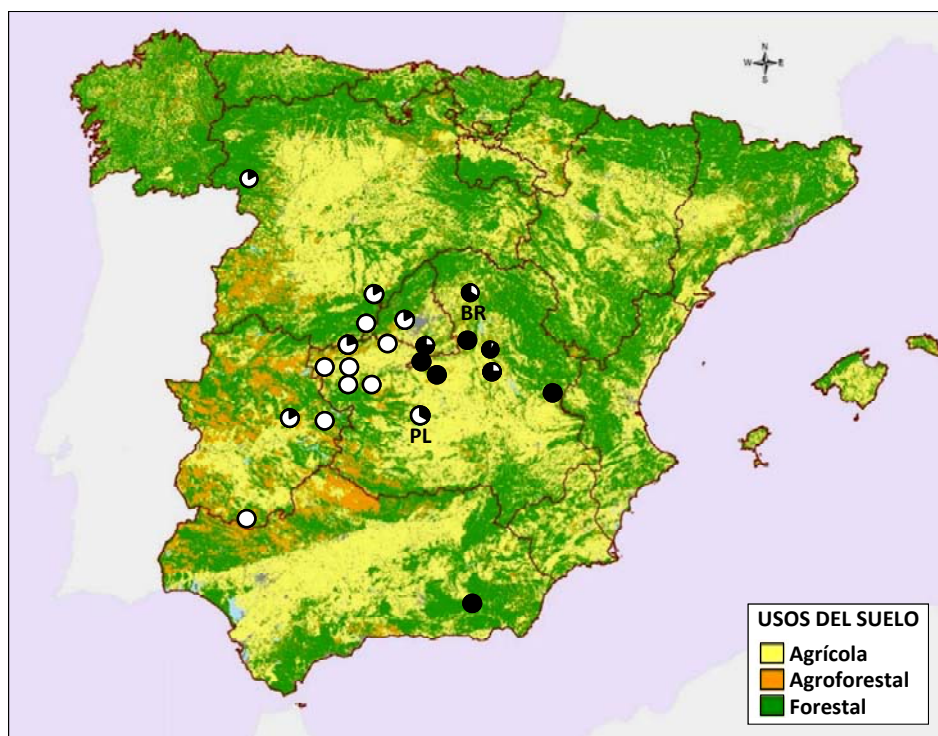 N
W E
S
BR
PL
USOS DEL SUELO
Agrícola
Agroforestal
Forestal